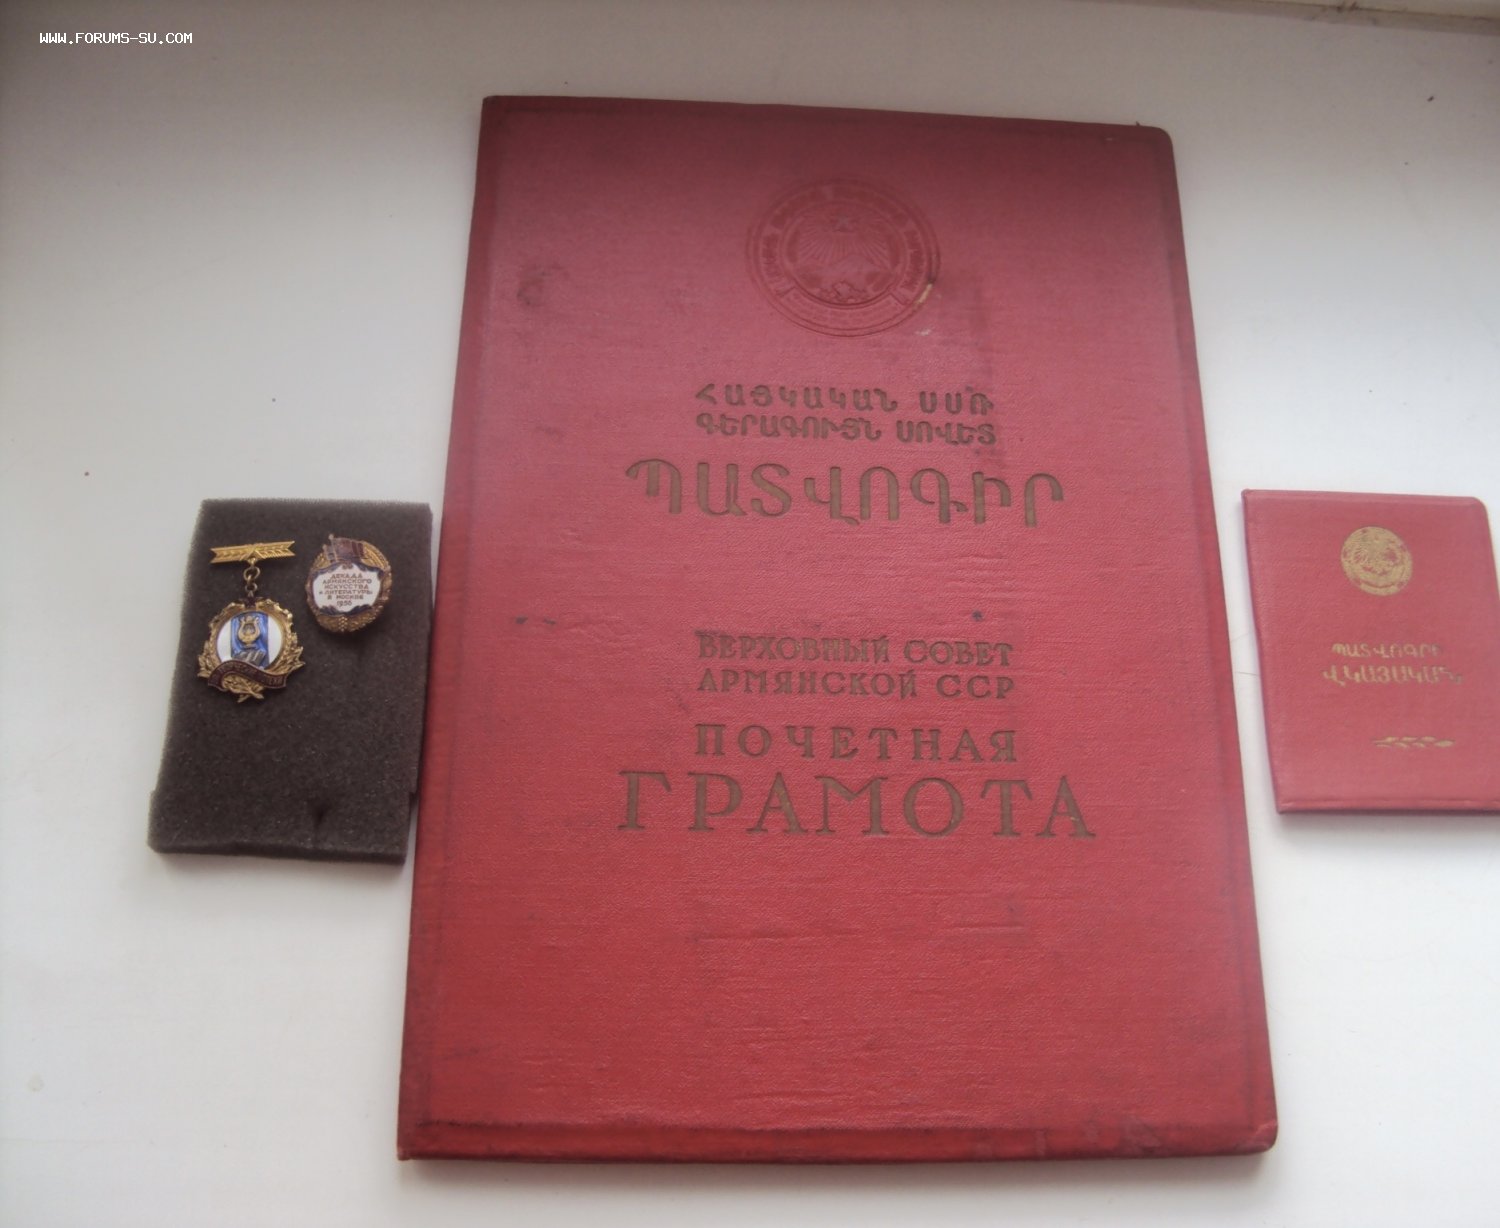 WWW.FORUMS-SU.COM
ՀԱՅԿԱԿԱՆ ՍՍՌ
ԳԵՐԱԳՈՒՅՆ ՍՈՎԵՏ
ՊԱՏՎՈԳԻՐ
ВЕРХОВНЫЙ СОВЕТ
АРМЯНСКОЙ ССР
ПОЧЕТНАЯ
ГРАМОТА
ДЕКАДА
АРМЯНСКОГО
ИСКУССТВА
и ЛИТЕРАТУРЫ
В МОСКВЕ
1956
ՊԱՏՎՈԳՐԻ
ՎԿԱՅԱԿԱՆ